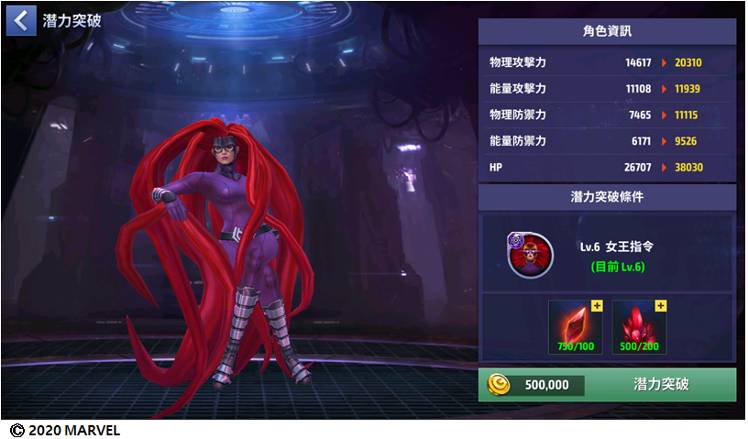 潛力突破
角色資訊
物理攻擊力 14617 20310
能量攻擊力 11108 11939
物理防禦力 7465 11115
能量防禦力 6171 9526
HP 26707 38030
潛力突破條件
Lv.6 女王指令
(目前 Lv.6)
750/100 500/200
500,000 潛力突破
© 2020 MARVEL